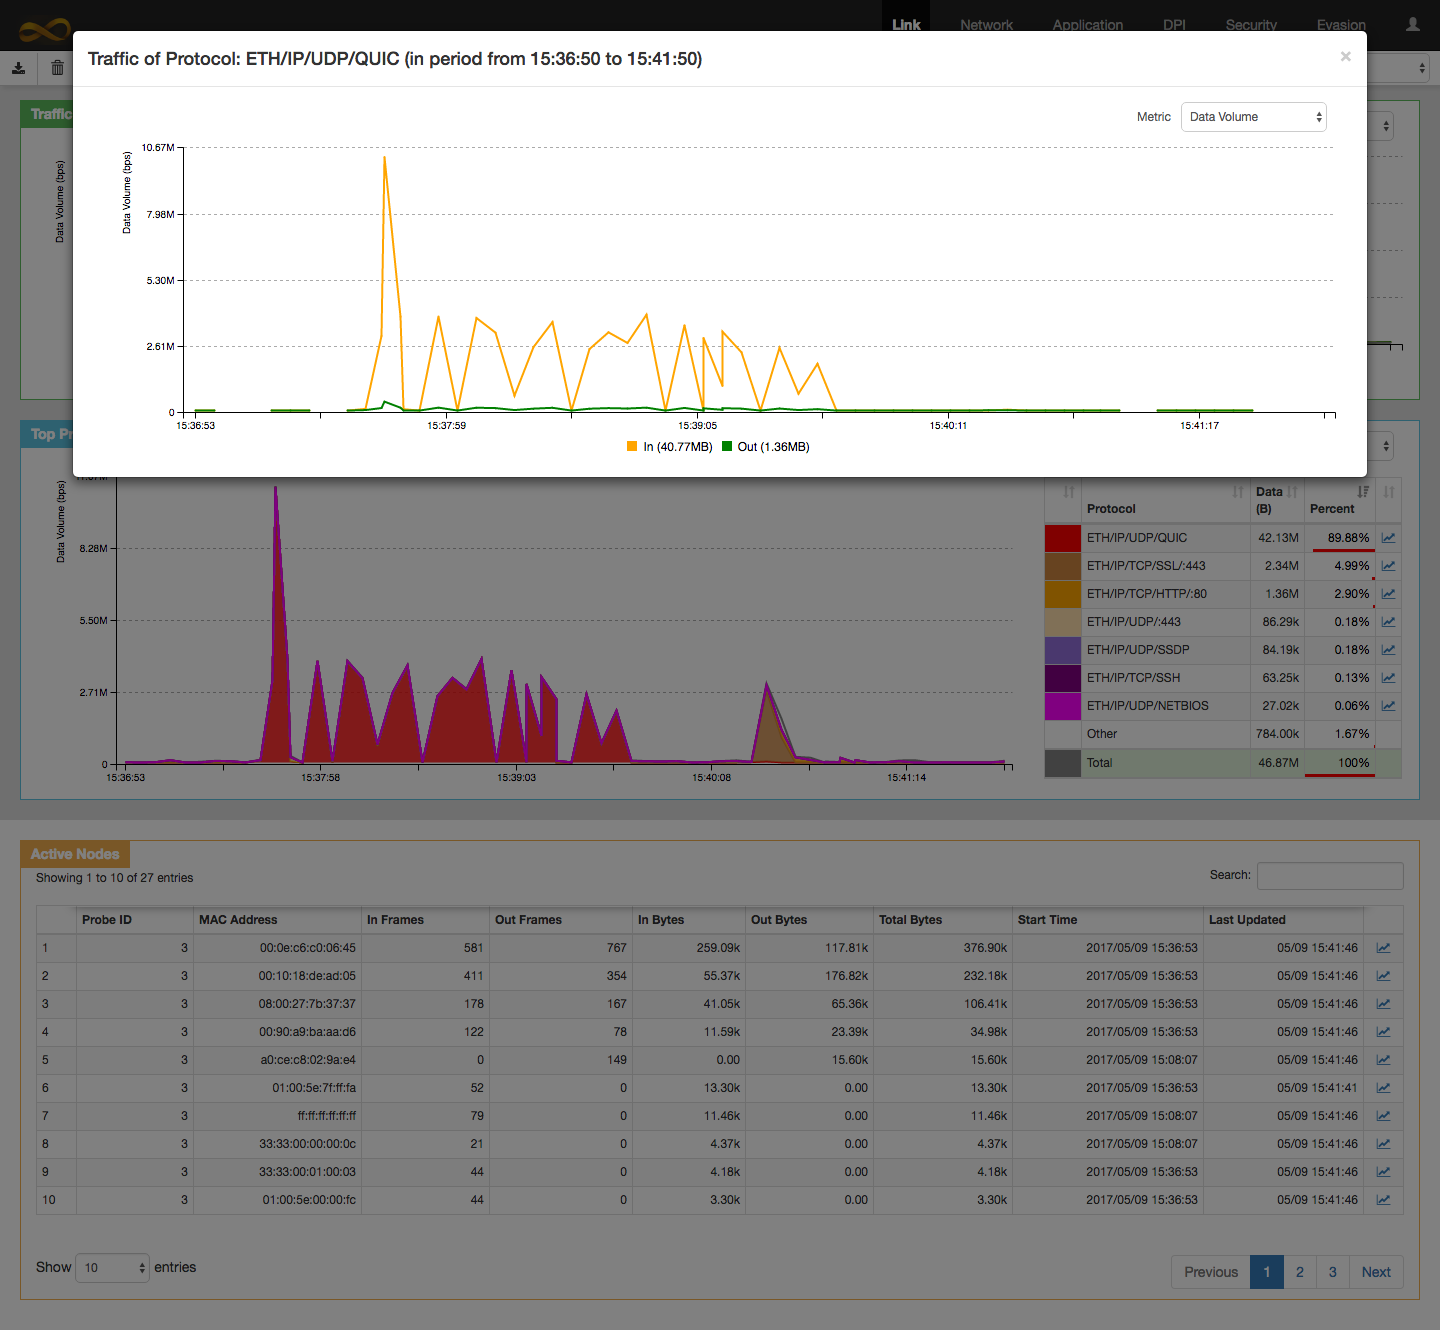 Link Network Application DPI Security Evasion
Traffic of Protocol: ETH/IP/UDP/QUIC (in period from 15:36:50 to 15:41:50) ×
Traffic
Metric Data Volume
Data Volume (bps)
Data Volume (bps)
10.67M
7.98M
5.30M
2.61M
0
15:36:53 15:37:59 15:39:05 15:40:11 15:41:17
In (40.77MB) Out (1.36MB)
Top Pr
Data Volume (bps)
8.28M
5.50M
2.71M
0
15:36:53 15:37:58 15:39:03 15:40:08 15:41:14
Protocol Data (B) Percent
ETH/IP/UDP/QUIC 42.13M 89.88%
ETH/IP/TCP/SSL/:443 2.34M 4.99%
ETH/IP/TCP/HTTP/:80 1.36M 2.90%
ETH/IP/UDP/:443 86.29k 0.18%
ETH/IP/UDP/SSDP 84.19k 0.18%
ETH/IP/TCP/SSH 63.25k 0.13%
ETH/IP/UDP/NETBIOS 27.02k 0.06%
Other 784.00k 1.67%
Total 46.87M 100%
Active Nodes
Showing 1 to 10 of 27 entries
Search:
Probe ID MAC Address In Frames Out Frames In Bytes Out Bytes Total Bytes Start Time Last Updated
1 3 00:0e:c6:c0:06:45 581 767 259.09k 117.81k 376.90k 2017/05/09 15:36:53 05/09 15:41:46
2 3 00:10:18:de:ad:05 411 354 55.37k 176.82k 232.18k 2017/05/09 15:36:53 05/09 15:41:46
3 3 08:00:27:7b:37:37 178 167 41.05k 65.36k 106.41k 2017/05/09 15:36:53 05/09 15:41:46
4 3 00:90:a9:ba:aa:d6 122 78 11.59k 23.39k 34.98k 2017/05/09 15:36:53 05/09 15:41:46
5 3 a0:ce:c8:02:9a:e4 0 149 0.00 15.60k 15.60k 2017/05/09 15:08:07 05/09 15:41:46
6 3 01:00:5e:7f:ff:fa 52 0 13.30k 0.00 13.30k 2017/05/09 15:36:53 05/09 15:41:41
7 3 ff:ff:ff:ff:ff:ff 79 0 11.46k 0.00 11.46k 2017/05/09 15:08:07 05/09 15:41:46
8 3 33:33:00:00:00:0c 21 0 4.37k 0.00 4.37k 2017/05/09 15:08:07 05/09 15:41:46
9 3 33:33:00:01:00:03 44 0 4.18k 0.00 4.18k 2017/05/09 15:36:53 05/09 15:41:46
10 3 01:00:5e:00:00:fc 44 0 3.30k 0.00 3.30k 2017/05/09 15:36:53 05/09 15:41:46
Show 10 entries
Previous 1 2 3 Next